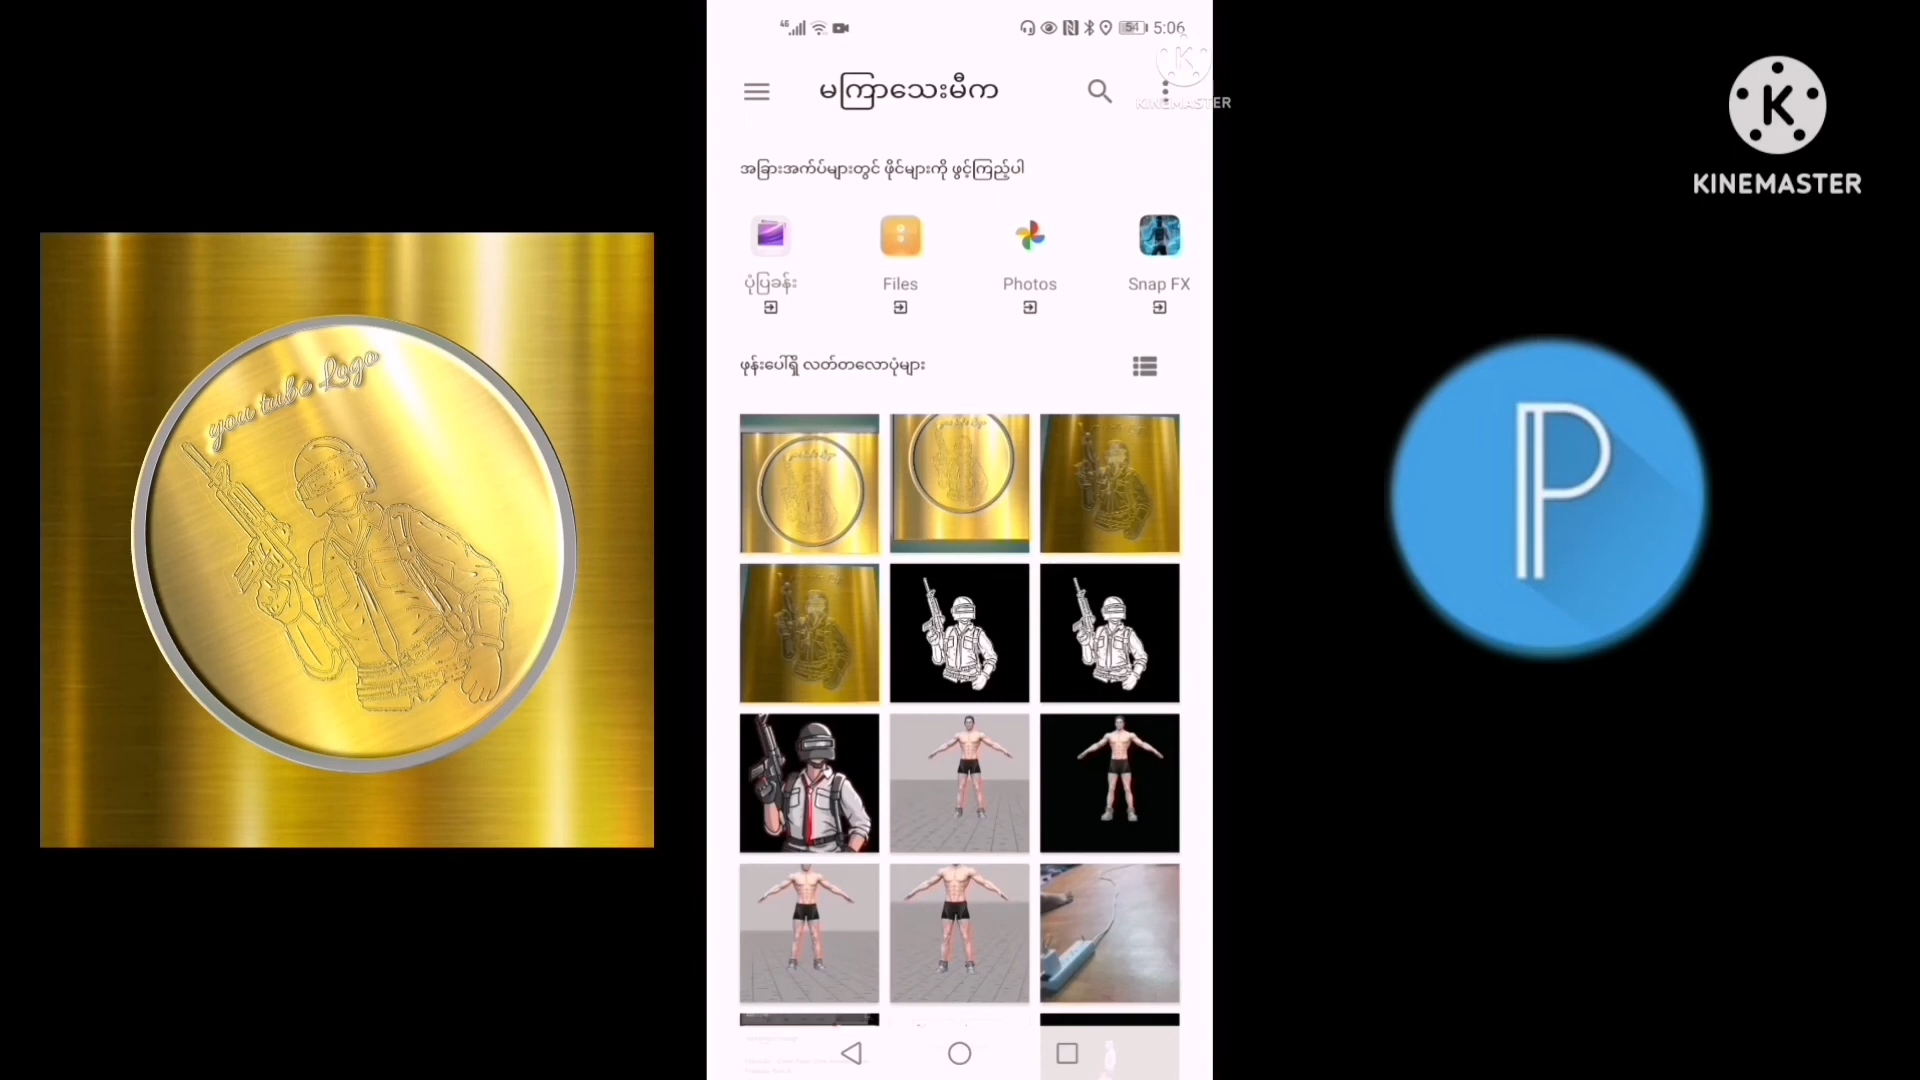 4G
54
5:06
မကြာသေးမီက
KINEMASTER
အခြားအက်ပ်များတွင် ဖိုင်များကို ဖွင့်ကြည့်ပါ
ပုံပြခန်း
Files
Photos
Snap FX
ဖုန်းပေါ်ရှိ လတ်တလောပုံများ
you tube Logo
K
KINEMASTER
P